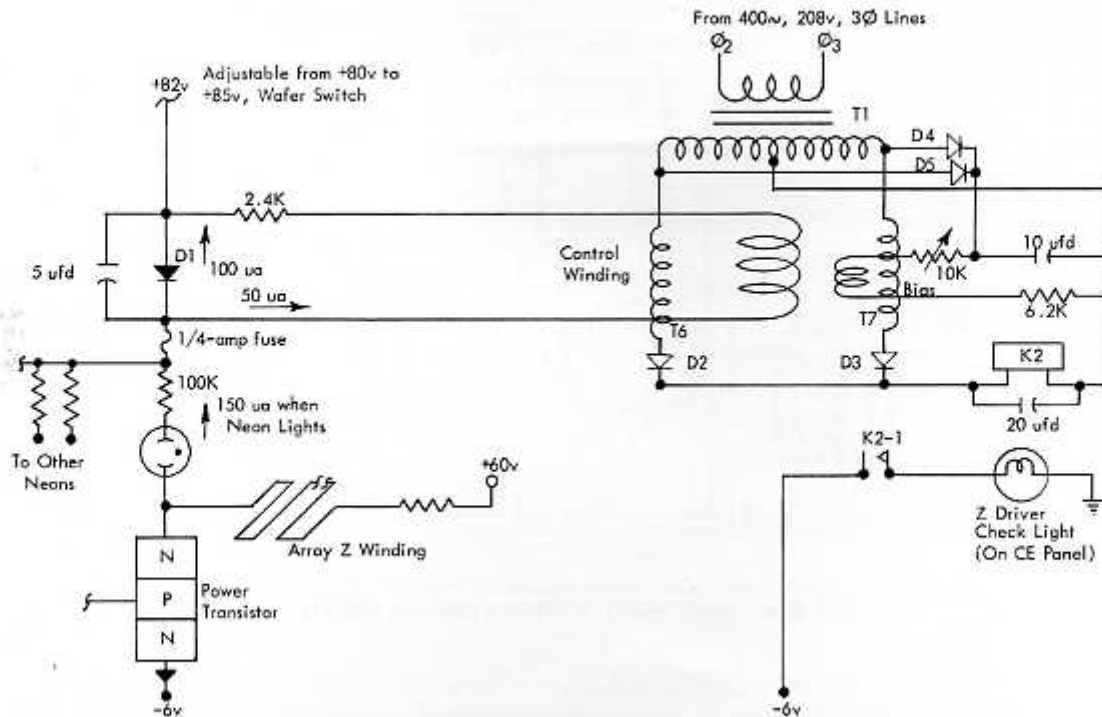 From 400~, 208v, 3Ø Lines
Ø2 Ø3
+82v
Adjustable from +80v to
+85v, Wafer Switch
T1
D4
D5
2.4K
D1
5 ufd
100 ua
50 ua
Control
Winding
10K
10 ufd
Bias
6.2K
T6
T7
1/4-amp fuse
D2
D3
K2
100K
150 ua when
Neon Lights
20 ufd
To Other
Neons
K2-1
+60v
Z Driver
Check Light
(On CE Panel)
Array Z Winding
N
P
N
Power
Transistor
-6v
-6v